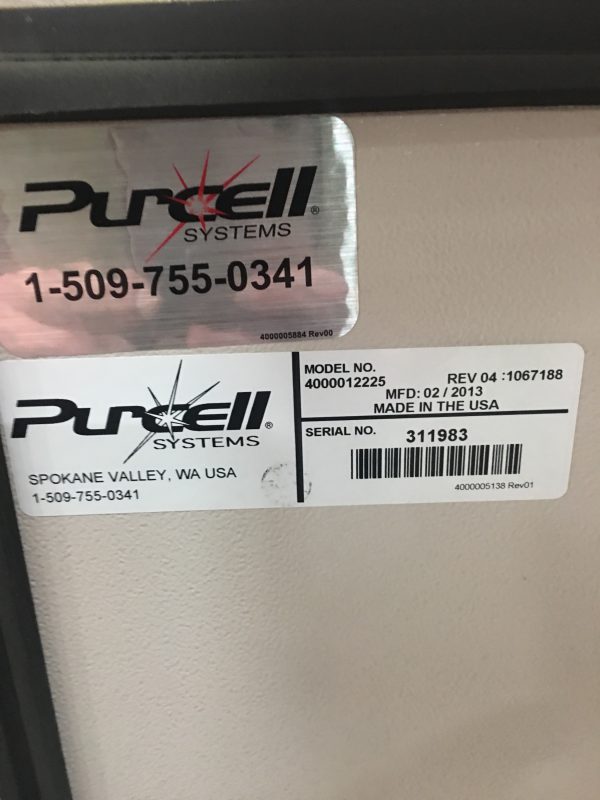 Purcell®
SYSTEMS
1-509-755-0341
4000005884 Rev00
Purcell®
SYSTEMS
SPOKANE VALLEY, WA USA
1-509-755-0341
MODEL NO.
4000012225 REV 04 :1067188
MFD: 02 / 2013
MADE IN THE USA
SERIAL NO. 311983
4000005138 Rev01